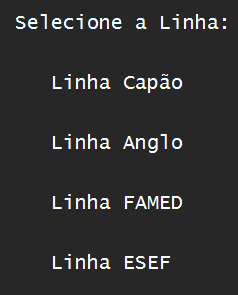 Selecione a Linha:
Linha Capão
Linha Anglo
Linha FAMED
Linha ESEF